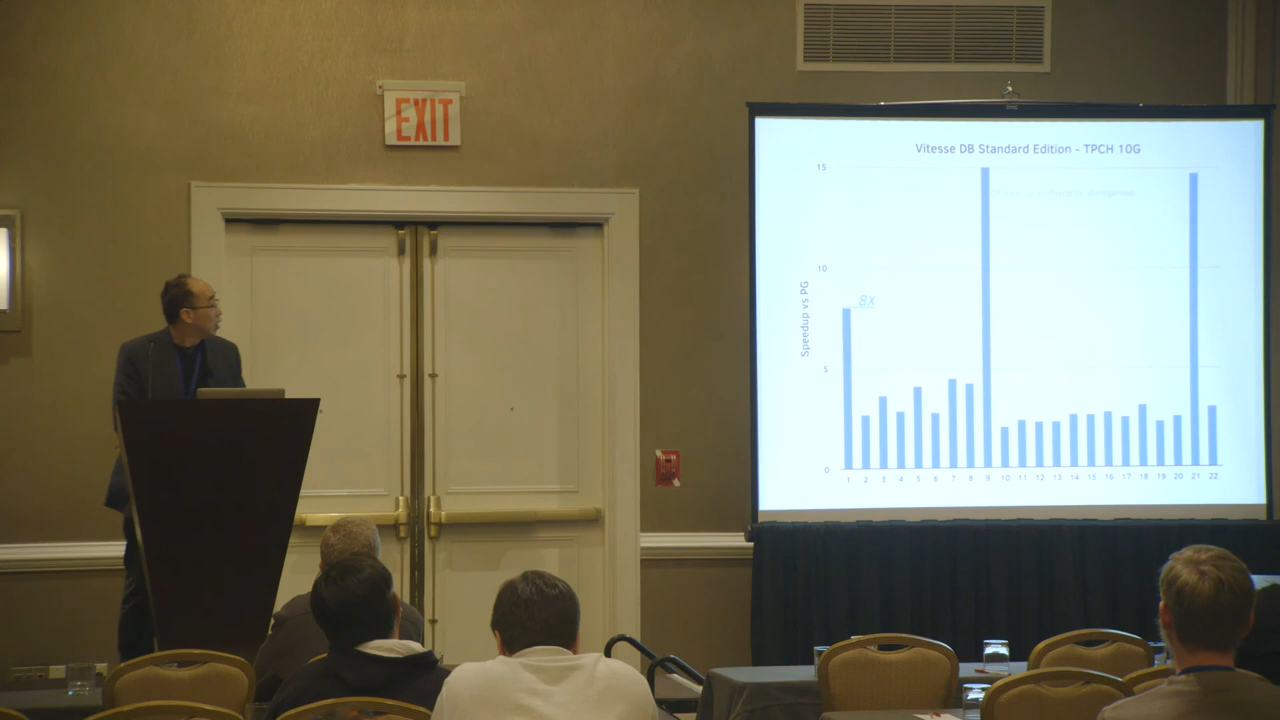 EXIT
Vitesse DB Standard Edition - TPCH 10G
15
10
8x
Speedup vs PG
5
0
1 2 3 4 5 6 7 8 9 10 11 12 13 14 15 16 17 18 19 20 21 22